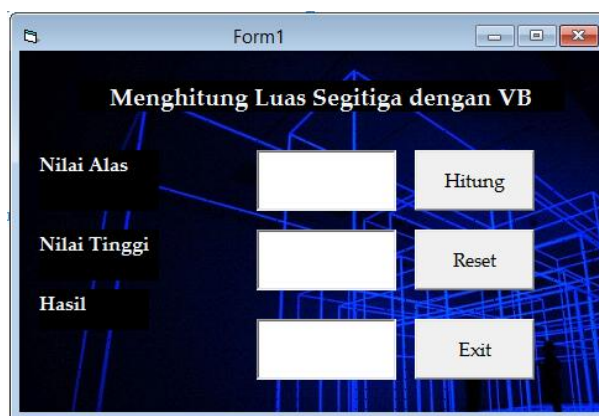 Form1
Menghitung Luas Segitiga dengan VB
Nilai Alas
Hitung
Nilai Tinggi
Reset
Hasil
Exit